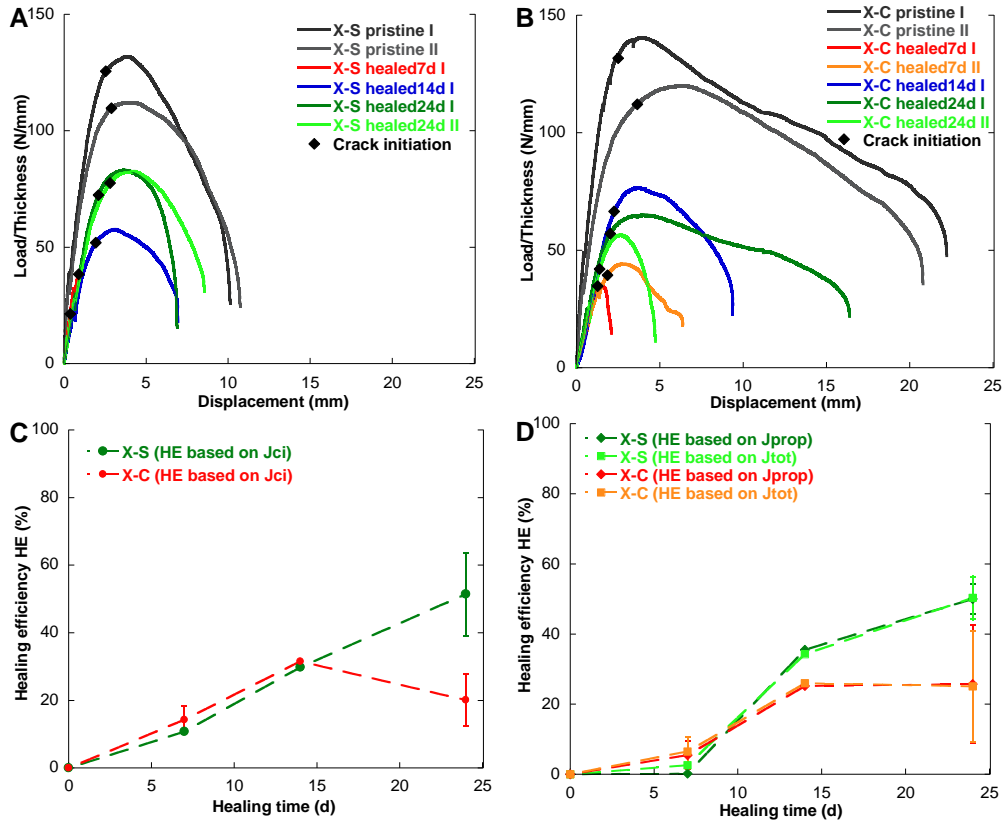 A
150
100
50
0
Load/Thickness (N/mm)
0 5 10 15 20 25
Displacement (mm)
X-S pristine I
X-S pristine II
X-S healed7d I
X-S healed14d I
X-S healed24d I
X-S healed24d II
Crack initiation
B
150
100
50
0
Load/Thickness (N/mm)
0 5 10 15 20 25
Displacement (mm)
X-C pristine I
X-C pristine II
X-C healed7d I
X-C healed7d II
X-C healed14d I
X-C healed24d I
X-C healed24d II
Crack initiation
C
100
80
60
40
20
0
Healing efficiency HE (%)
0 5 10 15 20 25
Healing time (d)
X-S (HE based on Jci)
X-C (HE based on Jci)
D
100
80
60
40
20
0
Healing efficiency HE (%)
0 5 10 15 20 25
Healing time (d)
X-S (HE based on Jprop)
X-S (HE based on Jtot)
X-C (HE based on Jprop)
X-C (HE based on Jtot)